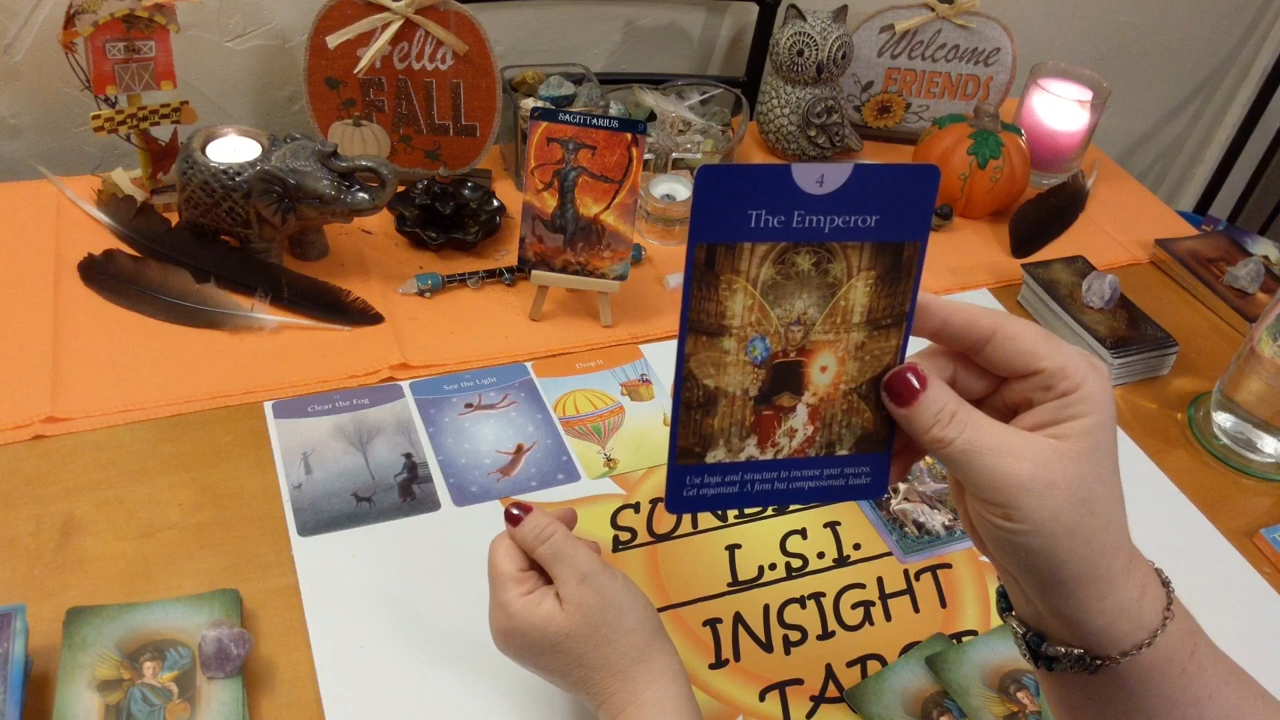 Hello
FALL
Welcome
FRIENDS
SAGITTARIUS
9
4
The Emperor
Use logic and structure to increase your success.
Get organized. A firm but compassionate leader.
Clear the Fog
See the Light
Drop It
L.S.I.
INSIGHT